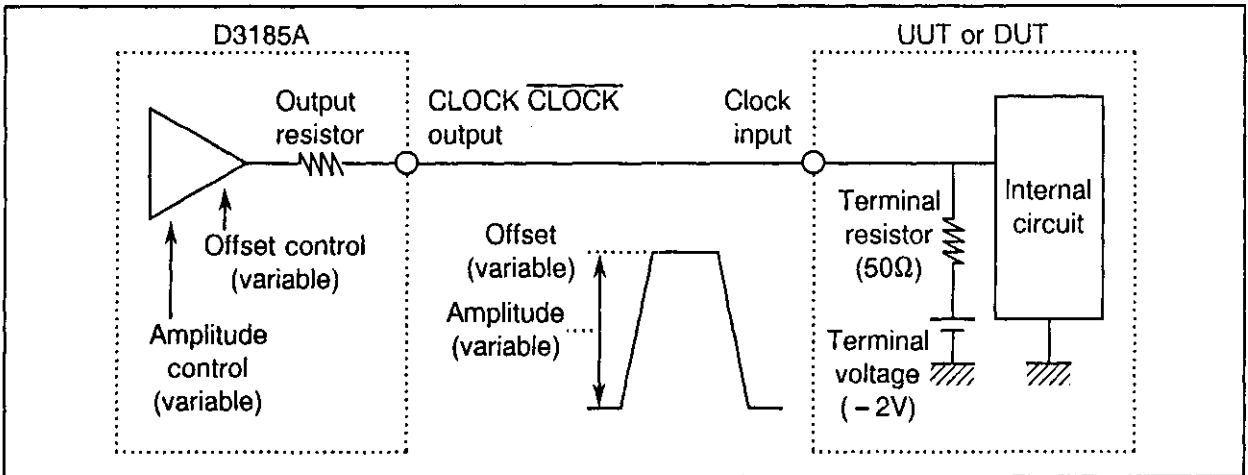 D3185A
UUT or DUT
Output
resistor
CLOCK CLOCK
output
Clock
input
Offset control
(variable)
Amplitude
control
(variable)
Offset
(variable)
Amplitude
(variable)
Terminal
resistor
(50Ω)
Terminal
voltage
(－2V)
Internal
circuit